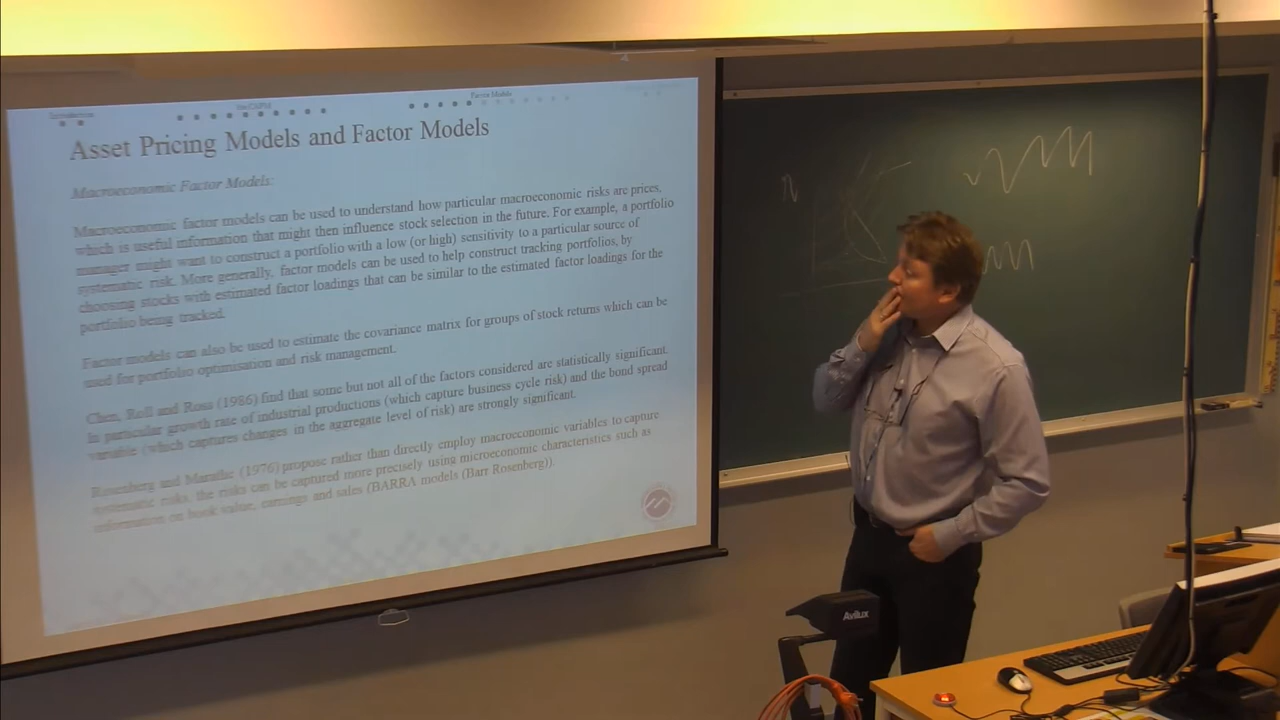 Introduction
Factor Models
Asset Pricing Models and Factor Models
Macroeconomic Factor Models:
Macroeconomic factor models can be used to understand how particular macroeconomic risks are prices,
which is useful information that might then influence stock selection in the future. For example, a portfolio
manager might want to construct a portfolio with a low (or high) sensitivity to a particular source of
systematic risk. More generally, factor models can be used to help construct tracking portfolios, by
choosing stocks with estimated factor loadings that can be similar to the estimated factor loadings for the
portfolio being tracked.
Factor models can also be used to estimate the covariance matrix for groups of stock returns which can be
used for portfolio optimisation and risk management.
Chen, Roll and Ross (1986) find that some but not all of the factors considered are statistically significant.
In particular growth rate of industrial productions (which capture business cycle risk) and the bond spread
variable (which captures changes in the aggregate level of risk) are strongly significant.
Rosenberg and (1976) propose rather than directly employ macroeconomic variables to capture
systematic risks, the risks can be captured more precisely using microeconomic characteristics such as
information on book value, earnings and sales (BARRA models (Barr Rosenberg)).
Avilux